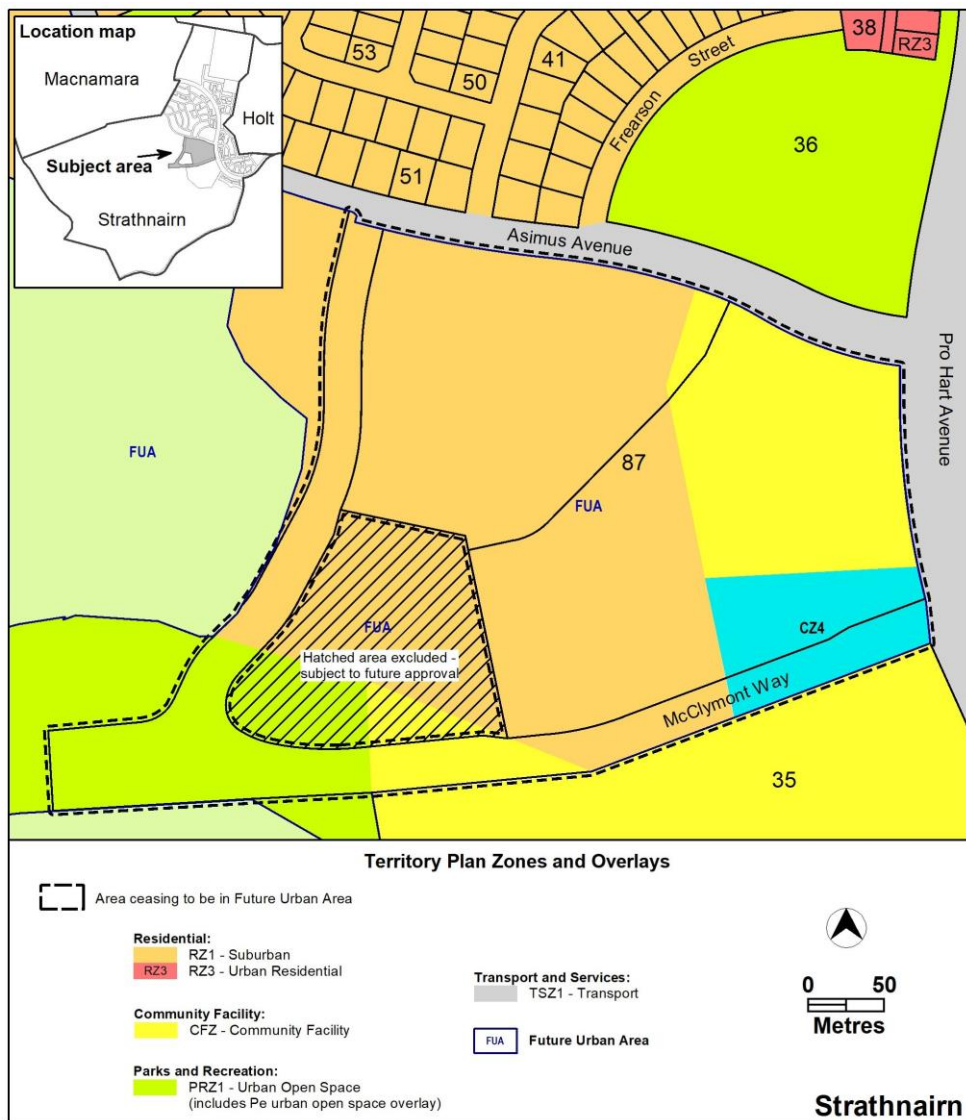 Location map
Macnamara
Holt
Subject area
Strathnairn
53
50
41
51
38
RZ3
Frearson Street
36
Asimus Avenue
Pro Hart Avenue
FUA
87
FUA
FUA
Hatched area excluded -
subject to future approval
CZ4
McClymont Way
35
Territory Plan Zones and Overlays
Area ceasing to be in Future Urban Area
Residential:
RZ1 - Suburban
RZ3 RZ3 - Urban Residential
Community Facility:
CFZ - Community Facility
Parks and Recreation:
PRZ1 - Urban Open Space
(includes Pe urban open space overlay)
Transport and Services:
TSZ1 - Transport
FUA Future Urban Area
0 50
Metres
Strathnairn